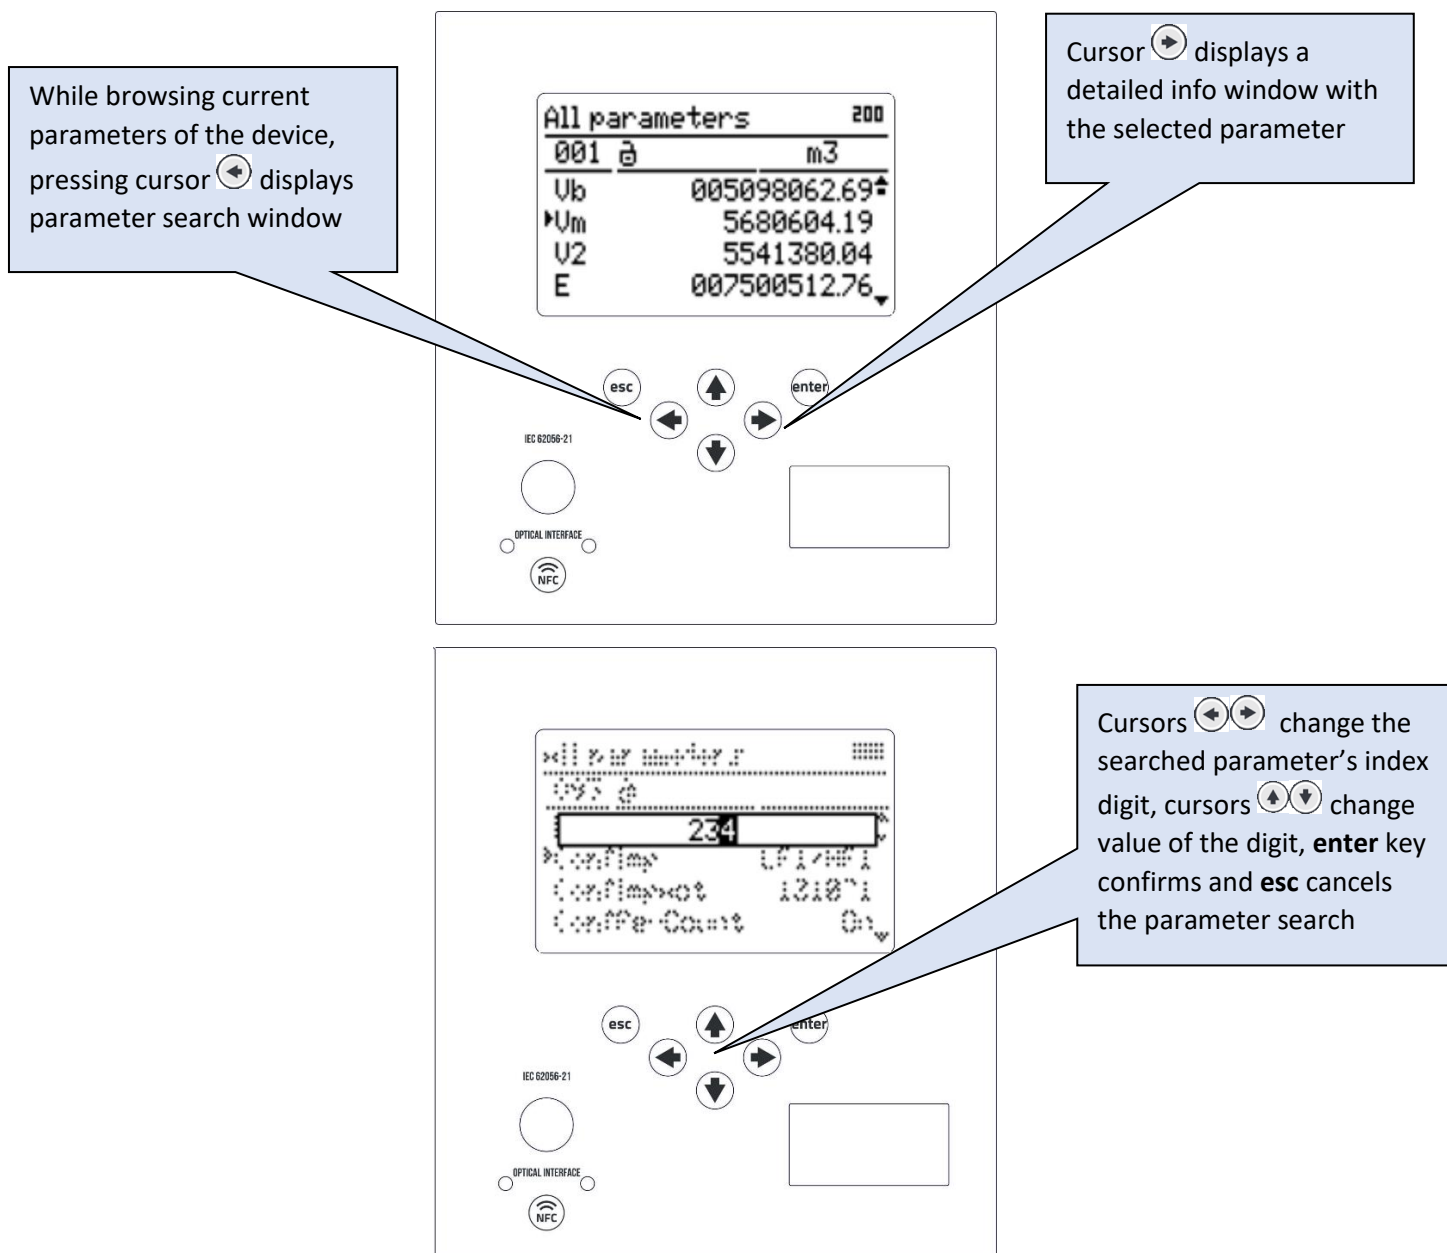 While browsing current
parameters of the device,
pressing cursor displays
parameter search window
Cursor displays a
detailed info window with
the selected parameter
All parameters 200
001 m3
Vb 005098062.69
Vm 5680604.19
V2 5541380.04
E 007500512.76
esc
enter
IEC 62056-21
OPTICAL INTERFACE
NFC
234
Cursors change the
searched parameter’s index
digit, cursors change
value of the digit, enter key
confirms and esc cancels
the parameter search
esc
enter
IEC 62056-21
OPTICAL INTERFACE
NFC